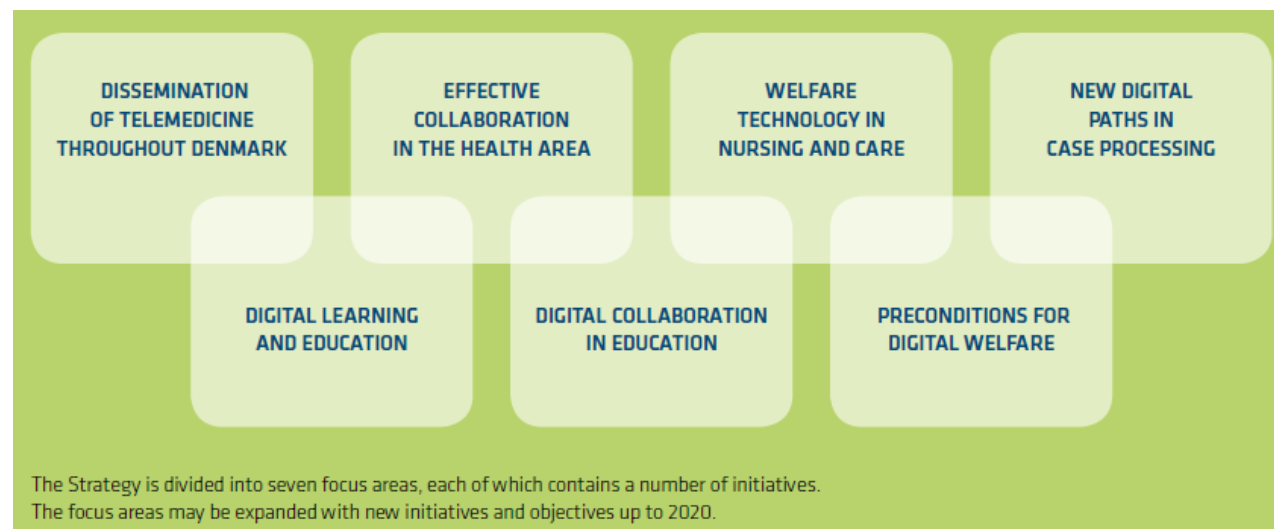 DISSEMINATION
OF TELEMEDICINE
THROUGHOUT DENMARK
EFFECTIVE
COLLABORATION
IN THE HEALTH AREA
WELFARE
TECHNOLOGY IN
NURSING AND CARE
NEW DIGITAL
PATHS IN
CASE PROCESSING
DIGITAL LEARNING
AND EDUCATION
DIGITAL COLLABORATION
IN EDUCATION
PRECONDITIONS FOR
DIGITAL WELFARE
The Strategy is divided into seven focus areas, each of which contains a number of initiatives.
The focus areas may be expanded with new initiatives and objectives up to 2020.